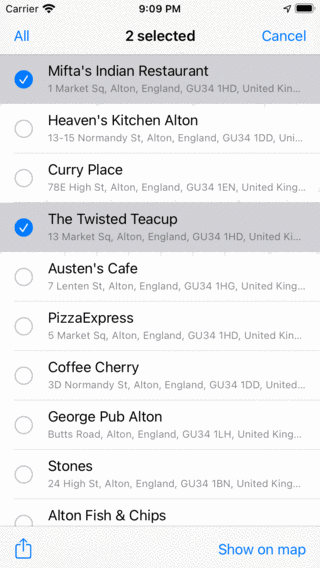 Carrier 9:09 PM
All 2 selected Cancel
Mifta's Indian Restaurant
1 Market Sq, Alton, England, GU34 1HD, United Kin...
Heaven's Kitchen Alton
13-15 Normandy St, Alton, England, GU34 1DD, Uni...
Curry Place
78E High St, Alton, England, GU34 1EN, United King...
The Twisted Teacup
13 Market Sq, Alton, England, GU34 1HD, United Ki...
Austen's Cafe
7 Lenten St, Alton, England, GU34 1HG, United King...
PizzaExpress
5 Market Sq, Alton, England, GU34 1HD, United Kin...
Coffee Cherry
3D Normandy St, Alton, England, GU34 1DD, United...
George Pub Alton
Butts Road, Alton, England, GU34 1LH, United King...
Stones
24 High St, Alton, England, GU34 1BN, United King...
Alton Fish & Chips
Show on map